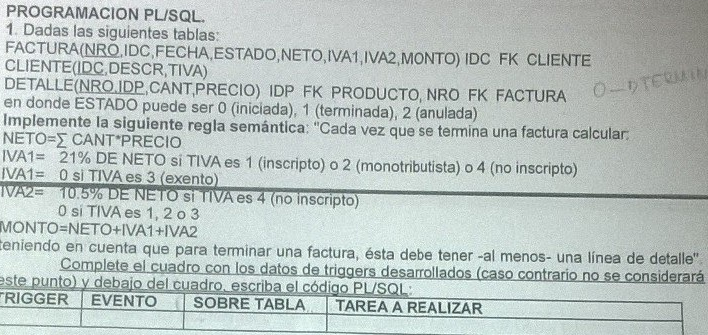 PROGRAMACION PL/SQL.
1. Dadas las siguientes tablas:
FACTURA(NRO,IDC,FECHA,ESTADO,NETO,IVA1,IVA2,MONTO) IDC FK CLIENTE
CLIENTE(IDC,DESCR,TIVA)
DETALLE(NRO,IDP,CANT,PRECIO) IDP FK PRODUCTO, NRO FK FACTURA
en donde ESTADO puede ser 0 (iniciada), 1 (terminada), 2 (anulada)
Implemente la siguiente regla semántica: "Cada vez que se termina una factura calcular:
NETO=∑ CANT*PRECIO
IVA1= 21% DE NETO si TIVA es 1 (inscripto) o 2 (monotributista) o 4 (no inscripto)
IVA1= 0 si TIVA es 3 (exento)
IVA2= 10.5% DE NETO si TIVA es 4 (no inscripto)
0 si TIVA es 1, 2 o 3
MONTO=NETO+IVA1+IVA2
teniendo en cuenta que para terminar una factura, ésta debe tener -al menos- una línea de detalle".
Complete el cuadro con los datos de triggers desarrollados (caso contrario no se considerará
este punto) y debajo del cuadro, escriba el código PL/SQL:
TRIGGER EVENTO SOBRE TABLA TAREA A REALIZAR